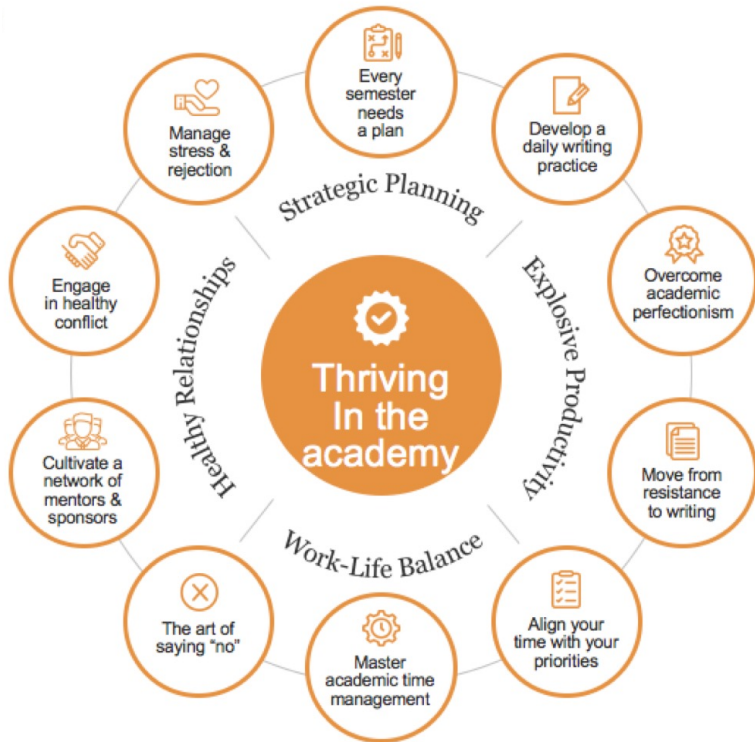 Every
semester
needs
a plan
Develop a
daily writing
practice
Overcome
academic
perfectionism
Move from
resistance
to writing
Align your
time with your
priorities
Master
academic time
management
The art of
saying “no”
Cultivate a
network of
mentors &
sponsors
Engage
in healthy
conflict
Manage
stress &
rejection
Strategic Planning
Explosive Productivity
Work-Life Balance
Healthy Relationships
Thriving
In the
academy